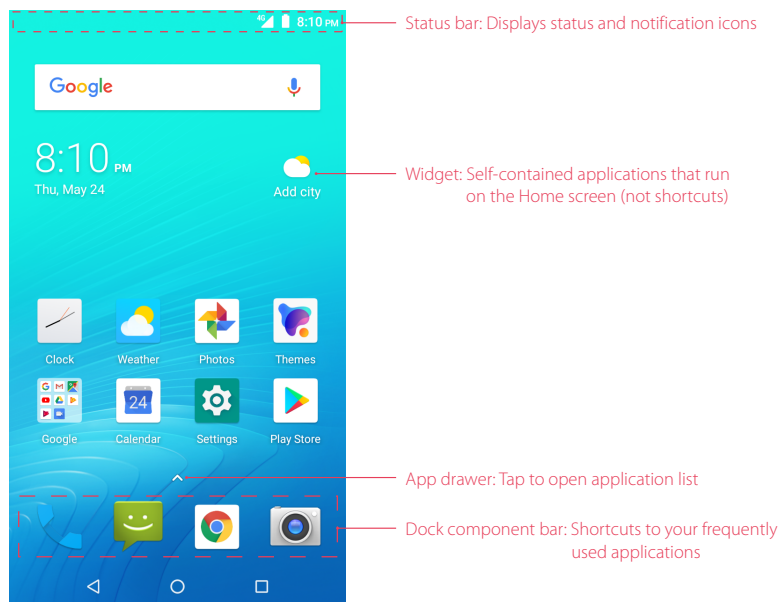 4G 8:10 PM
Status bar: Displays status and notification icons
Google
8:10 PM
Thu, May 24
Add city
Widget: Self-contained applications that run
on the Home screen (not shortcuts)
Clock Weather Photos Themes
24
Google Calendar Settings Play Store
App drawer: Tap to open application list
Dock component bar: Shortcuts to your frequently
used applications